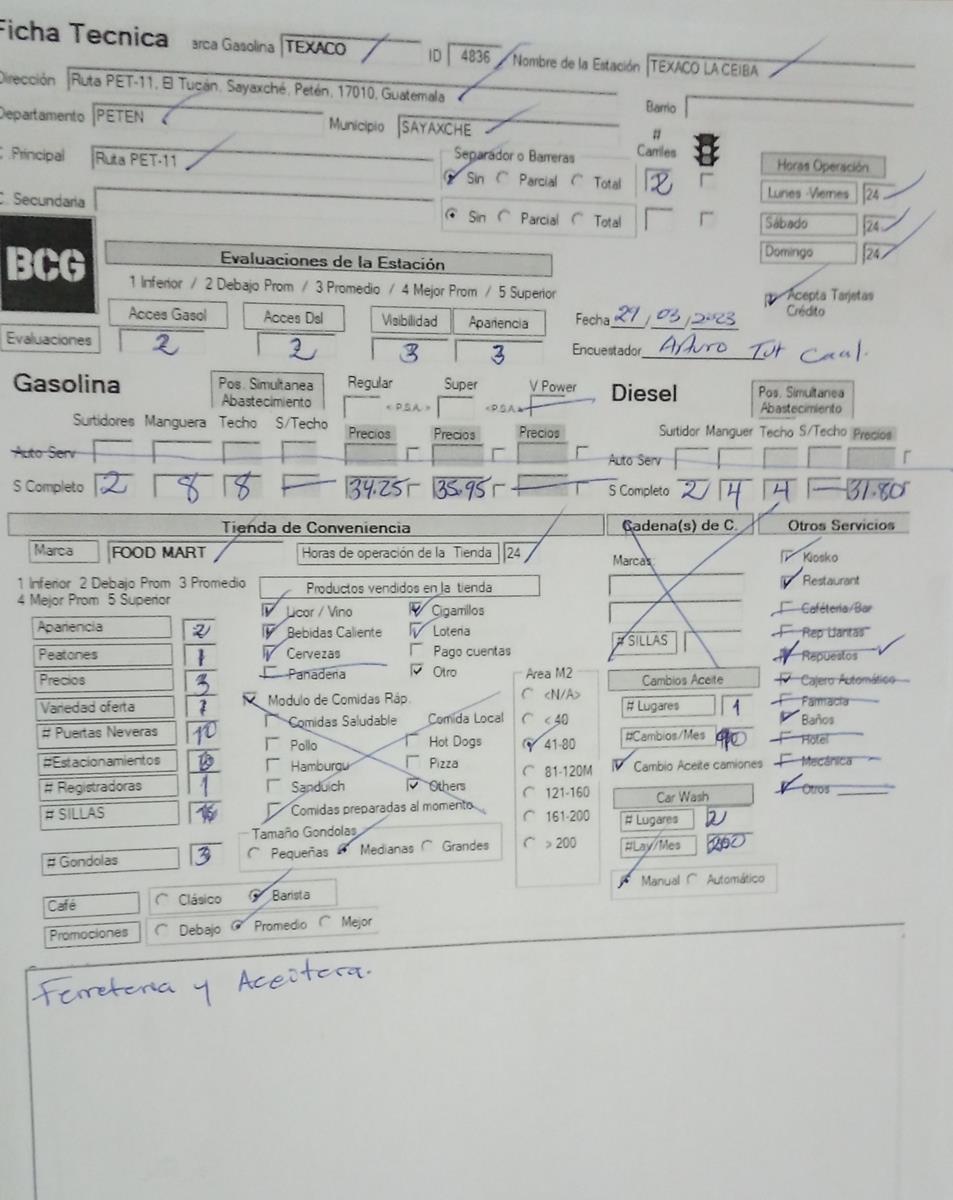 Ficha Tecnica arca Gasolina TEXACO ID 4836 Nombre de la Estación TEXACO LA CEIBA
Dirección Ruta PET-11, El Tucán, Sayaxché, Petén, 17010, Guatemala
Departamento PETEN Municipio SAYAXCHE Barrio
C. Principal Ruta PET-11 Separador o Barreras # Carriles
Sin Parcial Total 2
C. Secundaria Sin Parcial Total
Horas Operación
Lunes -Viernes 24
Sábado 24
Domingo 24
BCG
Evaluaciones de la Estación
1 Inferior / 2 Debajo Prom / 3 Promedio / 4 Mejor Prom / 5 Superior
Acepta Tarjetas Crédito
Acces Gasol Acces Dsl Visibilidad Apariencia
Evaluaciones 2 2 3 3
Fecha 29/03/2023
Encuestador Arturo Tut Caal.
Gasolina Pos. Simultanea Abastecimiento Regular Super V Power
< P.S.A. > < P.S.A. >
Surtidores Manguera Techo S/Techo Precios Precios Precios
Auto Serv
S Completo 2 8 8 — 34.25 35.95 —
Diesel Pos. Simultanea Abastecimiento
Surtidor Manguer Techo S/Techo Precios
Auto Serv
S Completo 2 4 4 — 31.80
Tienda de Conveniencia
Marca FOOD MART Horas de operación de la Tienda 24
1 Inferior 2 Debajo Prom 3 Promedio
4 Mejor Prom 5 Superior
Apariencia 2
Peatones 1
Precios 3
Variedad oferta
# Puertas Neveras 10
#Estacionamientos
# Registradoras 1
# SILLAS
# Gondolas 3
Productos vendidos en la tienda
Licor / Vino Cigarrillos
Bebidas Caliente Loteria
Cervezas Pago cuentas
Panaderia Otro
Modulo de Comidas Ráp.
Comidas Saludable Comida Local
Pollo Hot Dogs
Hamburgu Pizza
Sanduich Others
Comidas preparadas al momento
Tamaño Gondolas
Pequeñas Medianas Grandes
Area M2
<N/A>
< 40
41-80
81-120M
121-160
161-200
> 200
Café Clásico Barista
Promociones Debajo Promedio Mejor
Cadena(s) de C.
Marcas:
# SILLAS
Cambios Aceite
# Lugares 1
#Cambios/Mes
Cambio Aceite camiones
Car Wash
# Lugares 2
#Lav/Mes 200
Manual Automático
Otros Servicios
Kiosko
Restaurant
Caféteria/Bar
Rep Llantas
Repuestos
Cajero Automático
Farmacia
Baños
Hotel
Mecánica
Otros
Ferreteria y Aceitera.